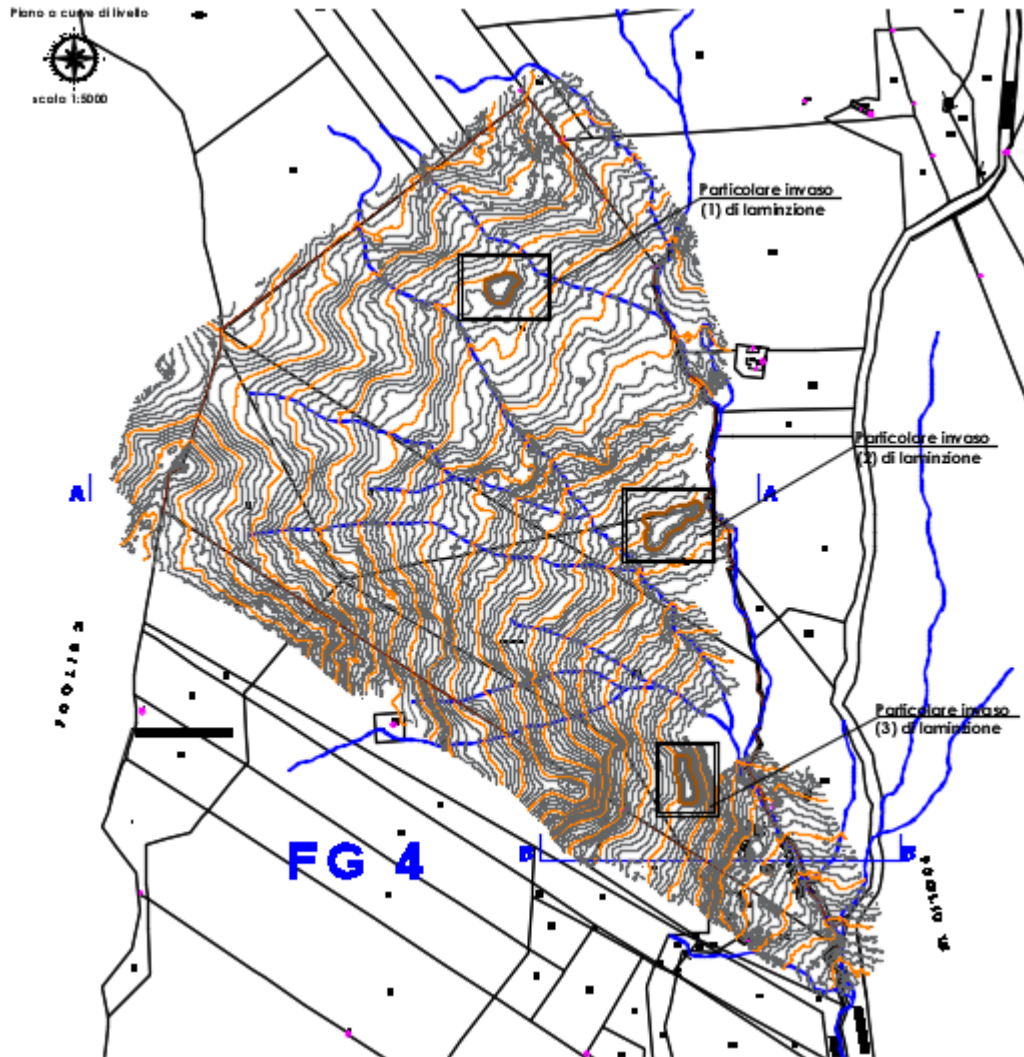 Piano a curve di livello
scala 1:5000
Particolare invaso
(1) di laminzione
Particolare invaso
(2) di laminzione
A
A
Particolare invaso
(3) di laminzione
FG 4
B
B